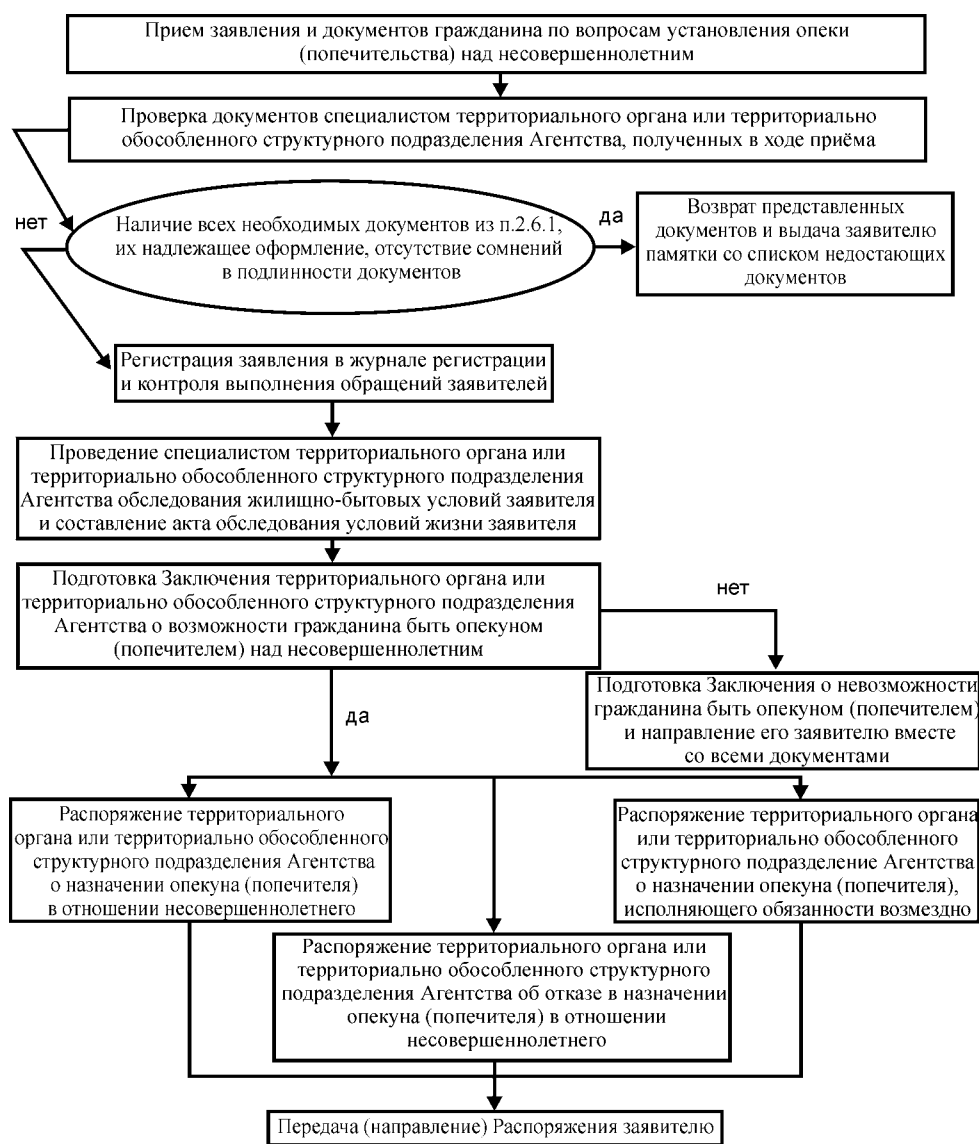 Прием заявления и документов гражданина по вопросам установления опеки
(попечительства) над несовершеннолетним
Проверка документов специалистом территориального органа или территориально
обособленного структурного подразделения Агентства, полученных в ходе приёма
нет
Наличие всех необходимых документов из п.2.6.1,
их надлежащее оформление, отсутствие сомнений
в подлинности документов
да
Возврат представленных
документов и выдача заявителю
памятки со списком недостающих
документов
Регистрация заявления в журнале регистрации
и контроля выполнения обращений заявителей
Проведение специалистом территориального органа или
территориально обособленного структурного подразделения
Агентства обследования жилищно-бытовых условий заявителя
и составление акта обследования условий жизни заявителя
Подготовка Заключения территориального органа или
территориально обособленного структурного подразделения
Агентства о возможности гражданина быть опекуном
(попечителем) над несовершеннолетним
нет
Подготовка Заключения о невозможности
гражданина быть опекуном (попечителем)
и направление его заявителю вместе
со всеми документами
да
Распоряжение территориального
органа или территориально обособленного
структурного подразделения Агентства
о назначении опекуна (попечителя)
в отношении несовершеннолетнего
Распоряжение территориального органа
или территориально обособленного
структурного подразделение Агентства
о назначении опекуна (попечителя),
исполняющего обязанности возмездно
Распоряжение территориального органа или
территориально обособленного структурного
подразделения Агентства об отказе в назначении
опекуна (попечителя) в отношении
несовершеннолетнего
Передача (направление) Распоряжения заявителю